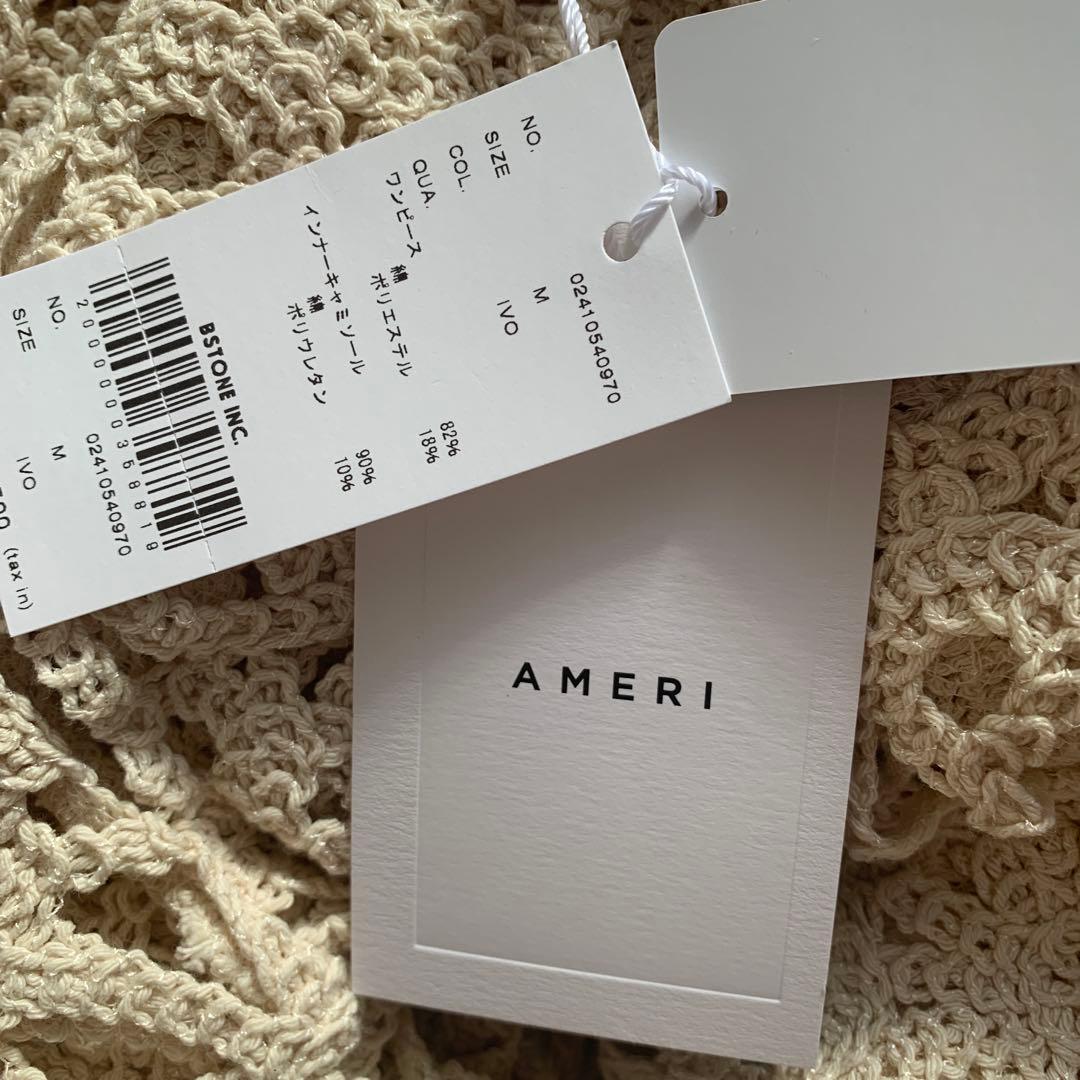 NO. 02410540970
SIZE M
COL. IVO
QUA.
ワンピース
綿 82%
ポリエステル 18%
インナーキャミソール
綿 90%
ポリウレタン 10%
BSTONE INC.
2000003688189
NO. 02410540970
SIZE M
IVO
(tax in)
AMERI